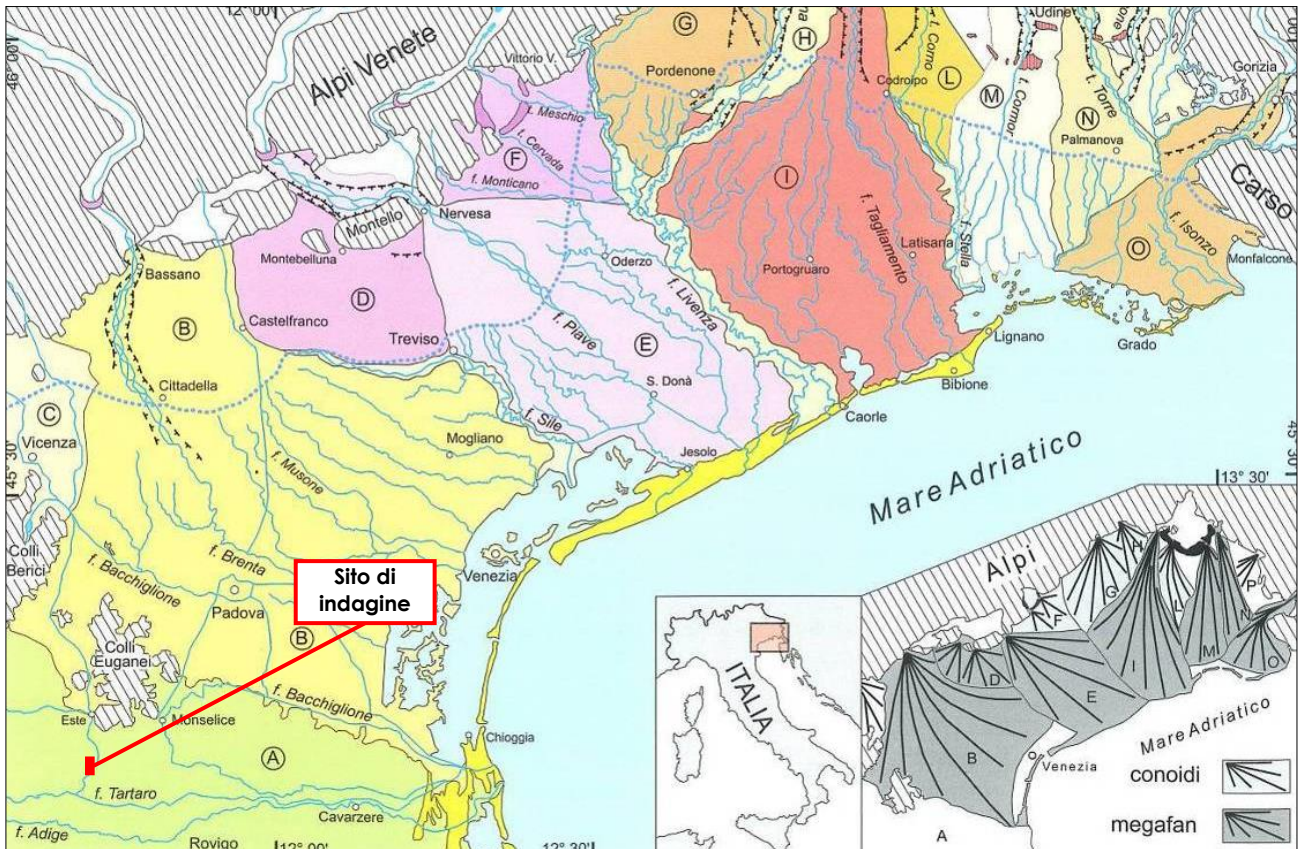 12° 00'
46° 00'
Alpi Venete
Vittorio V.
t. Meschio
t. Cervada
F
f. Monticano
G
Pordenone
H
Udine
t. Corno
L
Codroipo
M
t. Cormor
t. Torre
N
Palmanova
Gorizia
Carso
O
f. Isonzo
Monfalcone
Grado
I
f. Tagliamento
Latisana
f. Stella
Portogruaro
Lignano
Bibione
Caorle
Montello
Nervesa
Montebelluna
D
Oderzo
f. Livenza
f. Piave
E
S. Donà
Jesolo
Treviso
f. Sile
Bassano
B
Castelfranco
Cittadella
C
Vicenza
45° 30'
Mogliano
f. Musone
Colli
Berici
f. Brenta
f. Bacchiglione
Padova
Venezia
Sito di
indagine
B
Colli
Euganei
f. Bacchiglione
Este
Monselice
Chioggia
A
f. Tartaro
Cavarzere
f. Adige
Rovigo
12° 00'
12° 30'
Mare Adriatico
13° 30'
45° 30'
ITALIA
Alpi
H
G
F
L
P
N
D
I
M
O
E
B
Venezia
A
Mare Adriatico
conoidi
megafan